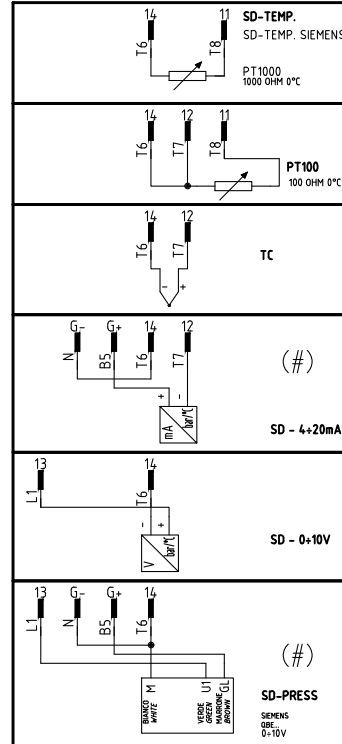 14 11 SD-TEMP.
SD-TEMP. SIEMENS
T6 T8
PT1000
1000 OHM 0°C
14 12 11
T6 T7 T8
PT100
100 OHM 0°C
14 12
T6 T7
TC
- +
G- G+ 14 12
N B5 T6 T7
(#)
+ -
mA bar/°C
SD - 4÷20mA
13 14
L1 T6
- +
V bar/°C
SD - 0÷10V
13 G- G+ 14
L1 N B5 T6
(#)
M U1 GL
BIANCO
WHITE
VERDE
GREEN
MARRONE
BROWN
SD-PRESS
SIEMENS
QBE...
0÷10V